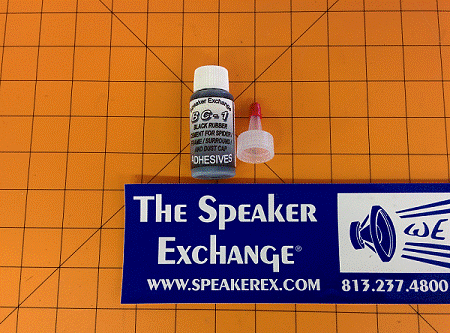 Speaker Exchange
BC-1
BLACK RUBBER
CEMENT FOR SPIDER/
FRAME / SURROUND /
AND DUST CAP
ADHESIVES
THE SPEAKER
EXCHANGE®
WWW.SPEAKEREX.COM
WE
813.237.4800